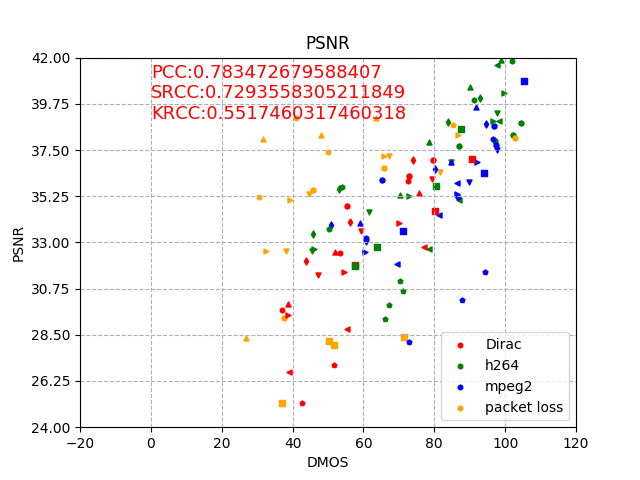 PSNR
PCC:0.783472679588407
SRCC:0.7293558305211849
KRCC:0.5517460317460318
42.00
39.75
37.50
35.25
33.00
30.75
28.50
26.25
24.00
PSNR
Dirac
h264
mpeg2
packet loss
−20 0 20 40 60 80 100 120
DMOS